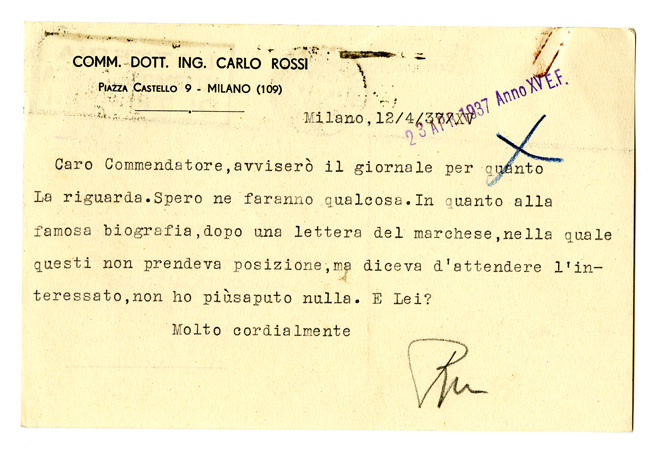 COMM. DOTT. ING. CARLO ROSSI
PIAZZA CASTELLO 9 - MILANO (109)
Milano, 12/4/37
23 APR. 1937 Anno XV E.F.
Caro Commendatore,avviserò il giornale per quanto
La riguarda.Spero ne faranno qualcosa.In quanto alla
famosa biografia,dopo una lettera del marchese,nella quale
questi non prendeva posizione,ma diceva d'attendere l'in-
teressato,non ho piùsaputo nulla. E Lei?
Molto cordialmente